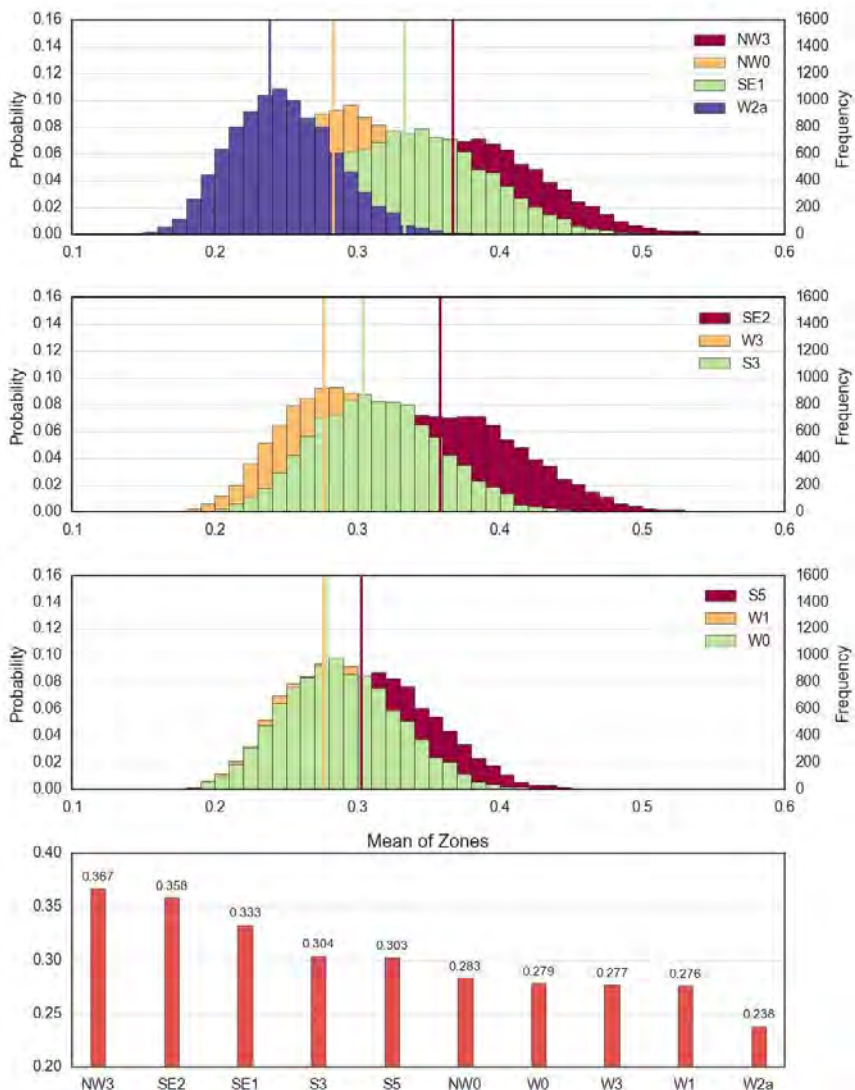 0.16
0.14
0.12
0.10
0.08
0.06
0.04
0.02
0.00
Probability
1600
1400
1200
1000
800
600
400
200
0
Frequency
NW3
NW0
SE1
W2a
0.1 0.2 0.3 0.4 0.5 0.6
0.16
0.14
0.12
0.10
0.08
0.06
0.04
0.02
0.00
Probability
1600
1400
1200
1000
800
600
400
200
0
Frequency
SE2
W3
S3
0.1 0.2 0.3 0.4 0.5 0.6
0.16
0.14
0.12
0.10
0.08
0.06
0.04
0.02
0.00
Probability
1600
1400
1200
1000
800
600
400
200
0
Frequency
S5
W1
W0
0.1 0.2 0.3 0.4 0.5 0.6
Mean of Zones
0.40
0.35
0.30
0.25
0.20
0.367 0.358 0.333 0.304 0.303 0.283 0.279 0.277 0.276 0.238
NW3 SE2 SE1 S3 S5 NW0 W0 W3 W1 W2a